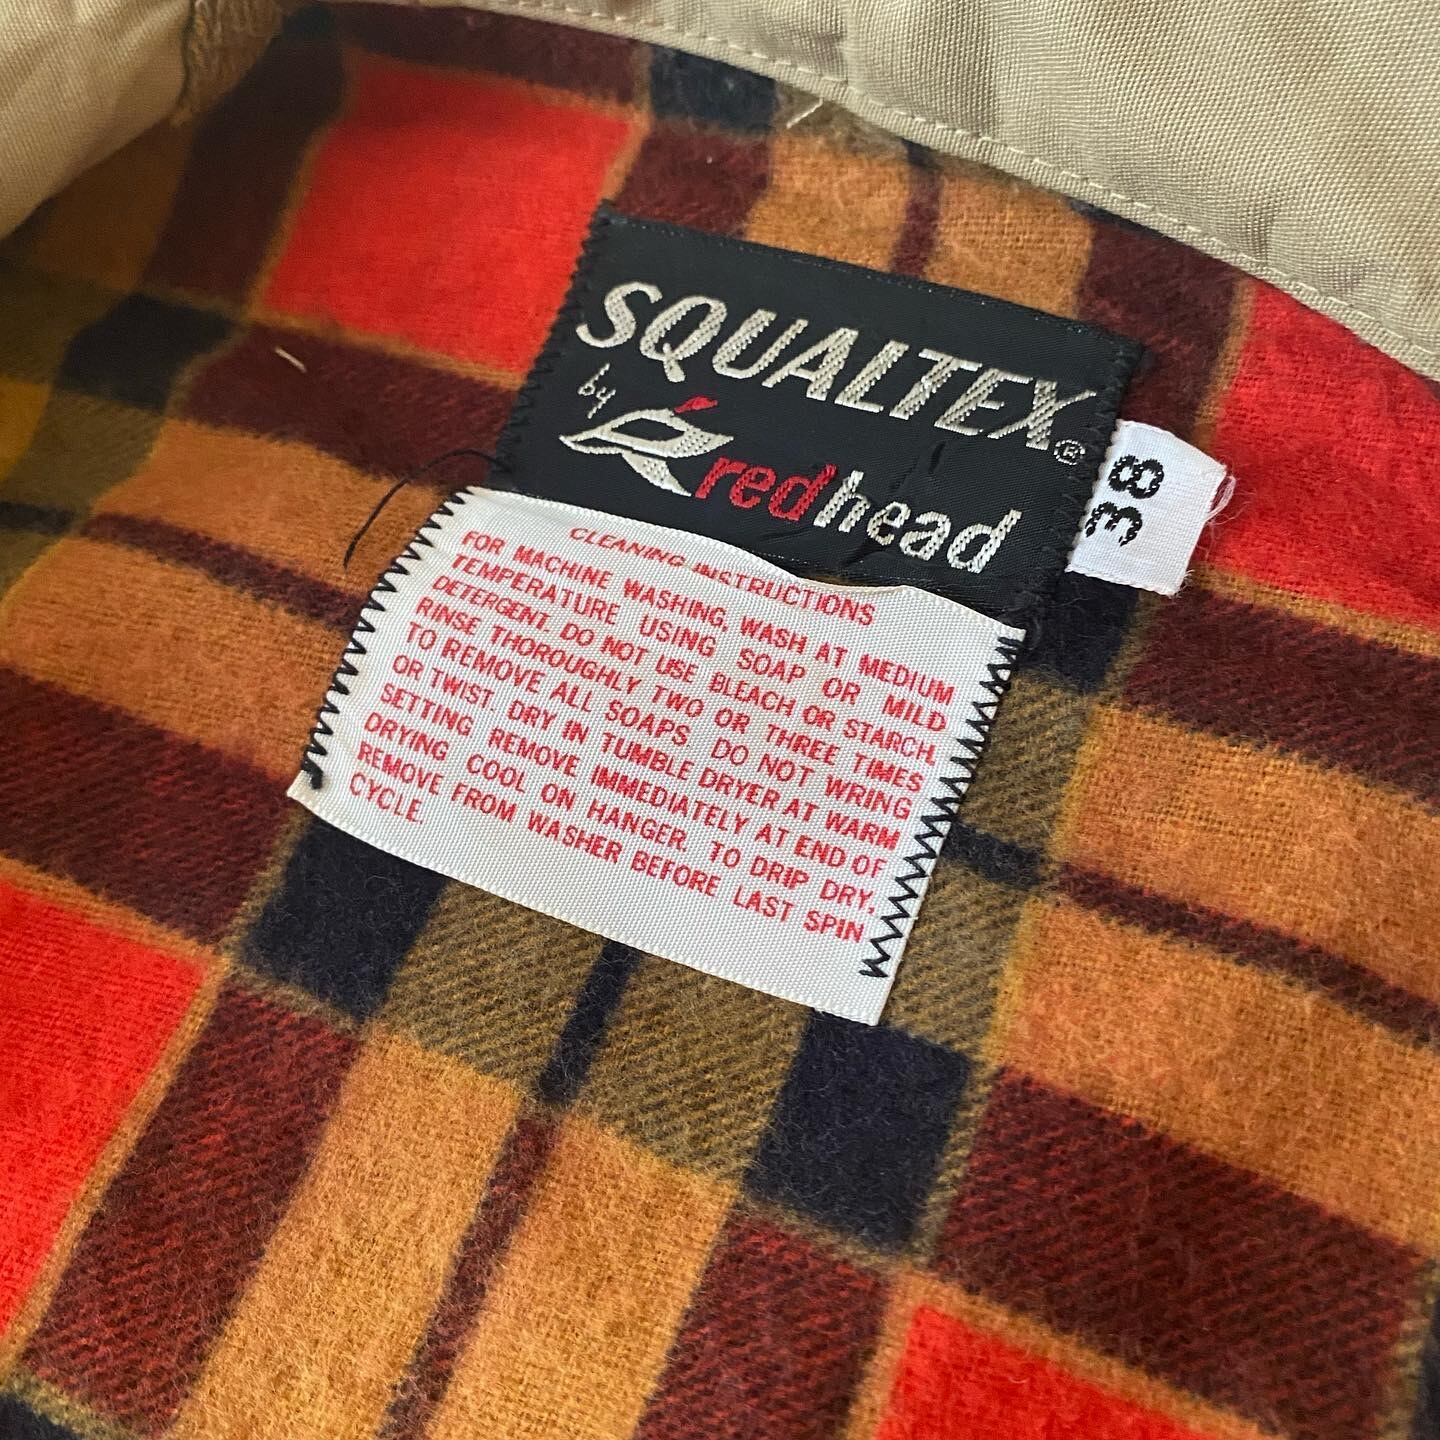 SQUALTEX®
by redhead
38
CLEANING INSTRUCTIONS
FOR MACHINE WASHING, WASH AT MEDIUM
TEMPERATURE USING SOAP OR MILD
DETERGENT. DO NOT USE BLEACH OR STARCH.
RINSE THOROUGHLY TWO OR THREE TIMES
TO REMOVE ALL SOAPS. DO NOT WRING
OR TWIST. DRY IN TUMBLE DRYER AT WARM
SETTING REMOVE IMMEDIATELY AT END OF
DRYING COOL ON HANGER. TO DRIP DRY,
REMOVE FROM WASHER BEFORE LAST SPIN
CYCLE.